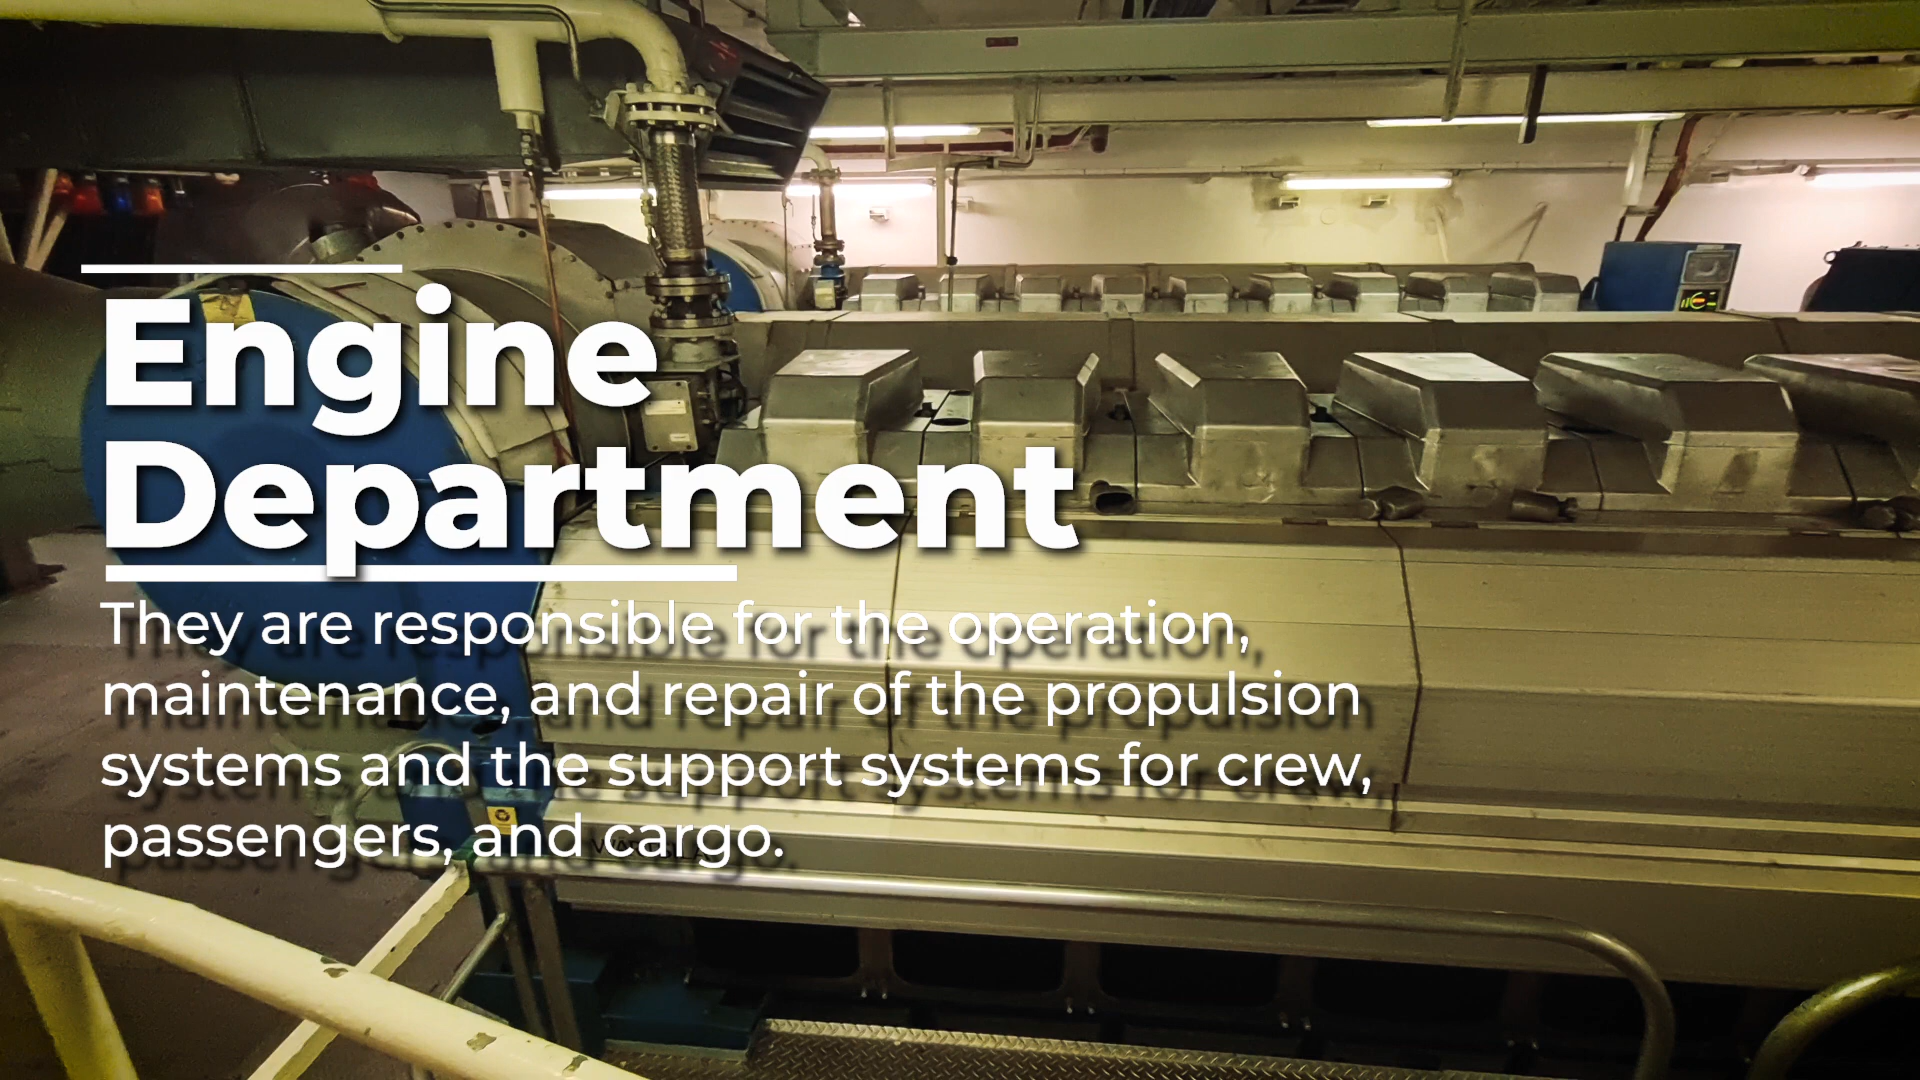 Engine
Department
They are responsible for the operation,
maintenance, and repair of the propulsion
systems and the support systems for crew,
passengers, and cargo.